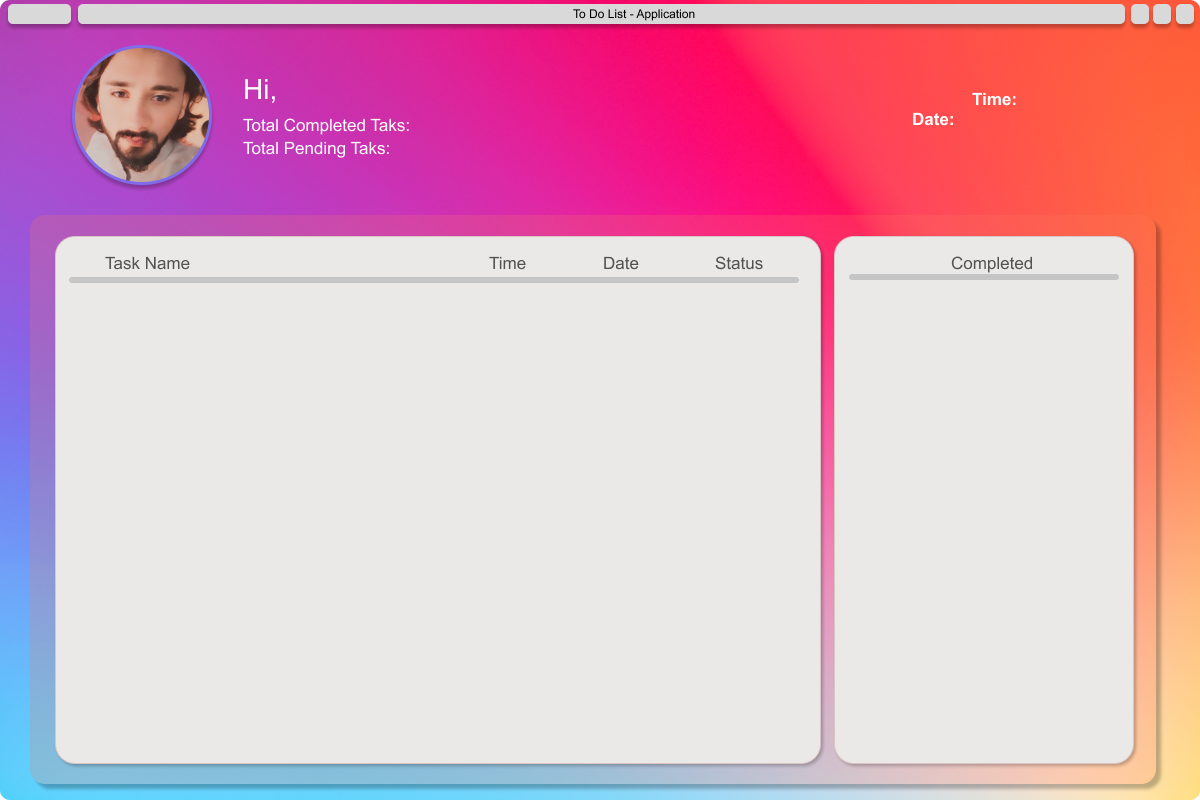 To Do List - Application
Hi,
Total Completed Taks:
Total Pending Taks:
Time:
Date:
Task Name Time Date Status
Completed